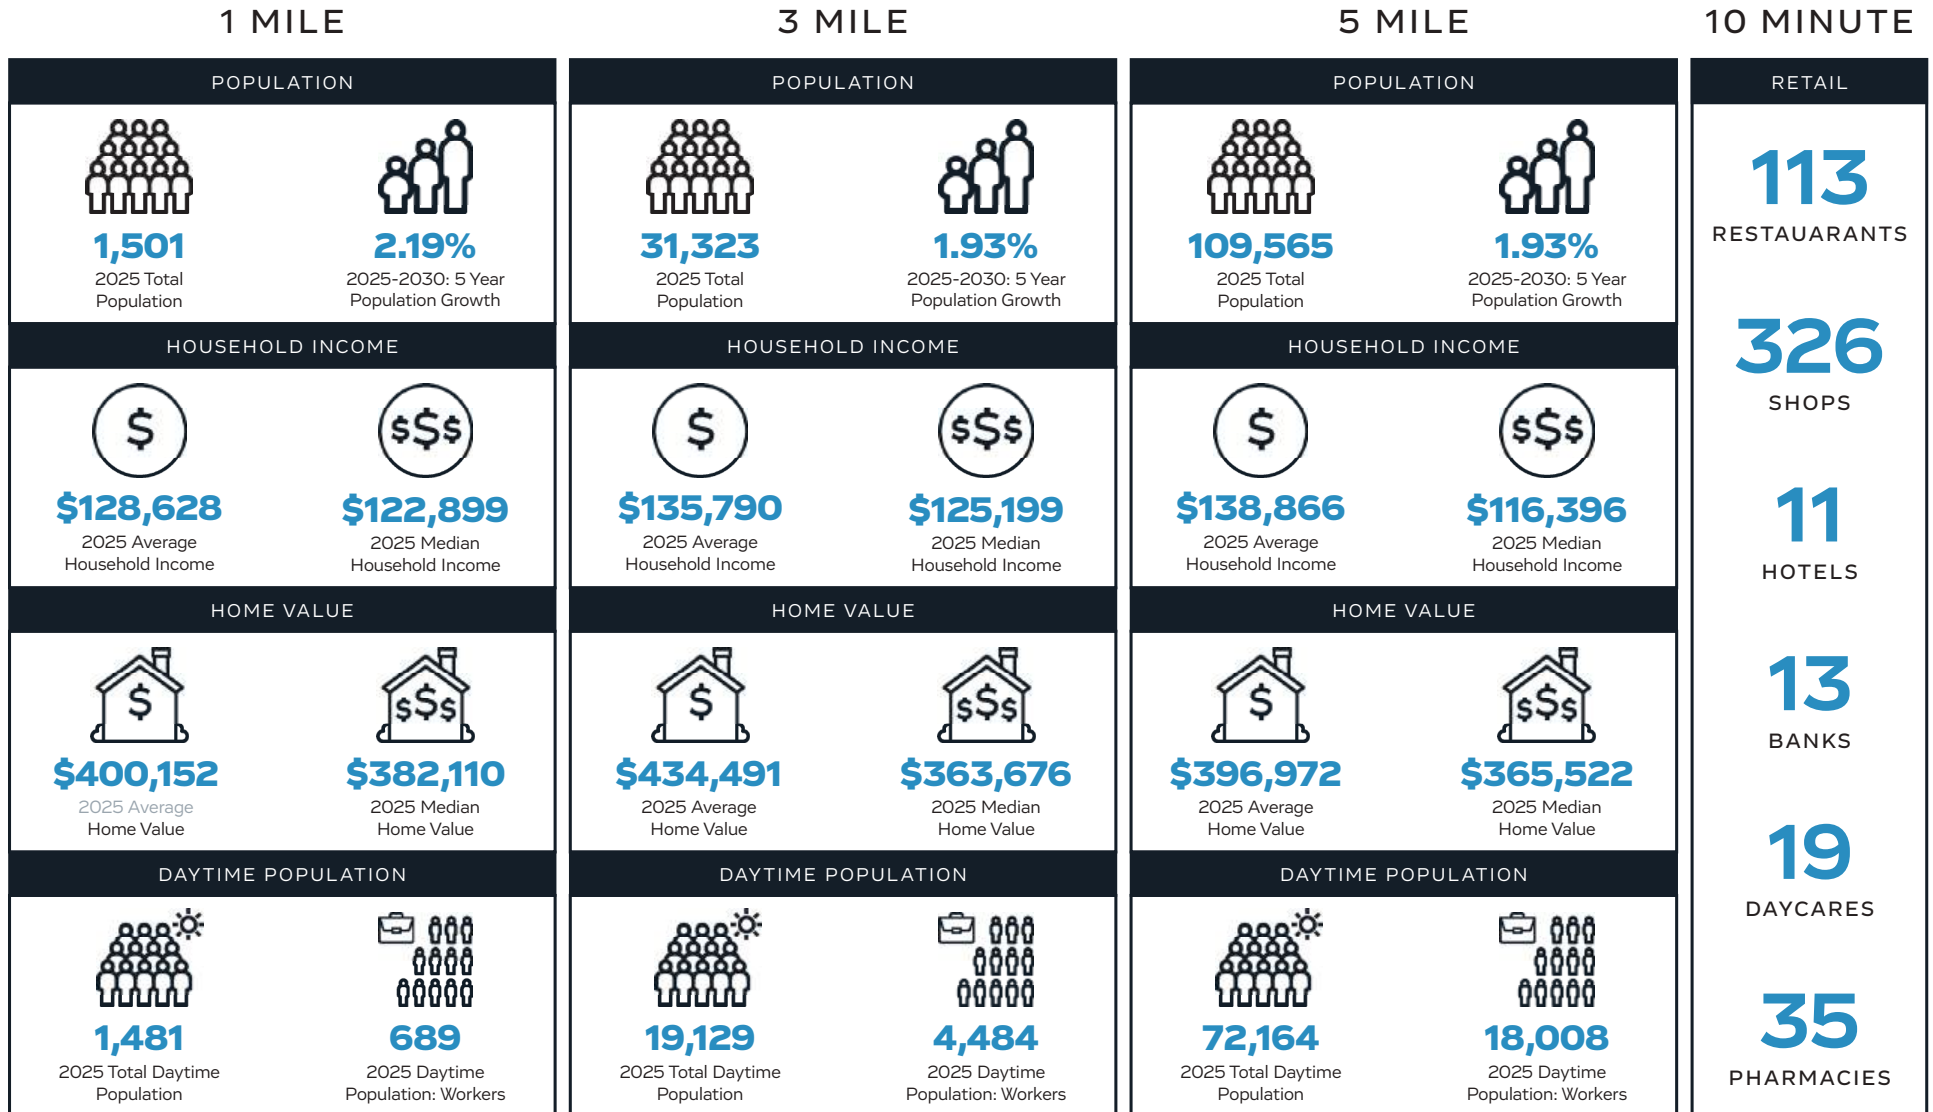 1 MILE
POPULATION
1,501
2025 Total
Population
2.19%
2025-2030: 5 Year
Population Growth
HOUSEHOLD INCOME
$
$128,628
2025 Average
Household Income
$$$
$122,899
2025 Median
Household Income
HOME VALUE
$
$400,152
2025 Average
Home Value
$$$
$382,110
2025 Median
Home Value
DAYTIME POPULATION
1,481
2025 Total Daytime
Population
689
2025 Daytime
Population: Workers
3 MILE
POPULATION
31,323
2025 Total
Population
1.93%
2025-2030: 5 Year
Population Growth
HOUSEHOLD INCOME
$
$135,790
2025 Average
Household Income
$$$
$125,199
2025 Median
Household Income
HOME VALUE
$
$434,491
2025 Average
Home Value
$$$
$363,676
2025 Median
Home Value
DAYTIME POPULATION
19,129
2025 Total Daytime
Population
4,484
2025 Daytime
Population: Workers
5 MILE
POPULATION
109,565
2025 Total
Population
1.93%
2025-2030: 5 Year
Population Growth
HOUSEHOLD INCOME
$
$138,866
2025 Average
Household Income
$$$
$116,396
2025 Median
Household Income
HOME VALUE
$
$396,972
2025 Average
Home Value
$$$
$365,522
2025 Median
Home Value
DAYTIME POPULATION
72,164
2025 Total Daytime
Population
18,008
2025 Daytime
Population: Workers
10 MINUTE
RETAIL
113
RESTAUARANTS
326
SHOPS
11
HOTELS
13
BANKS
19
DAYCARES
35
PHARMACIES